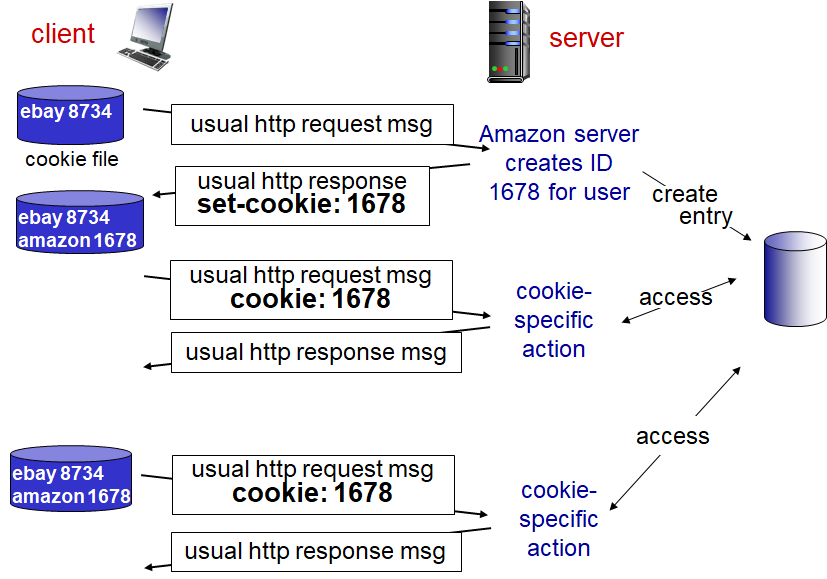 client
server
ebay 8734
cookie file
usual http request msg
Amazon server
creates ID
1678 for user
create
entry
usual http response
set-cookie: 1678
ebay 8734
amazon 1678
usual http request msg
cookie: 1678
cookie-
specific
action
access
usual http response msg
access
ebay 8734
amazon 1678
usual http request msg
cookie: 1678
cookie-
specific
action
usual http response msg